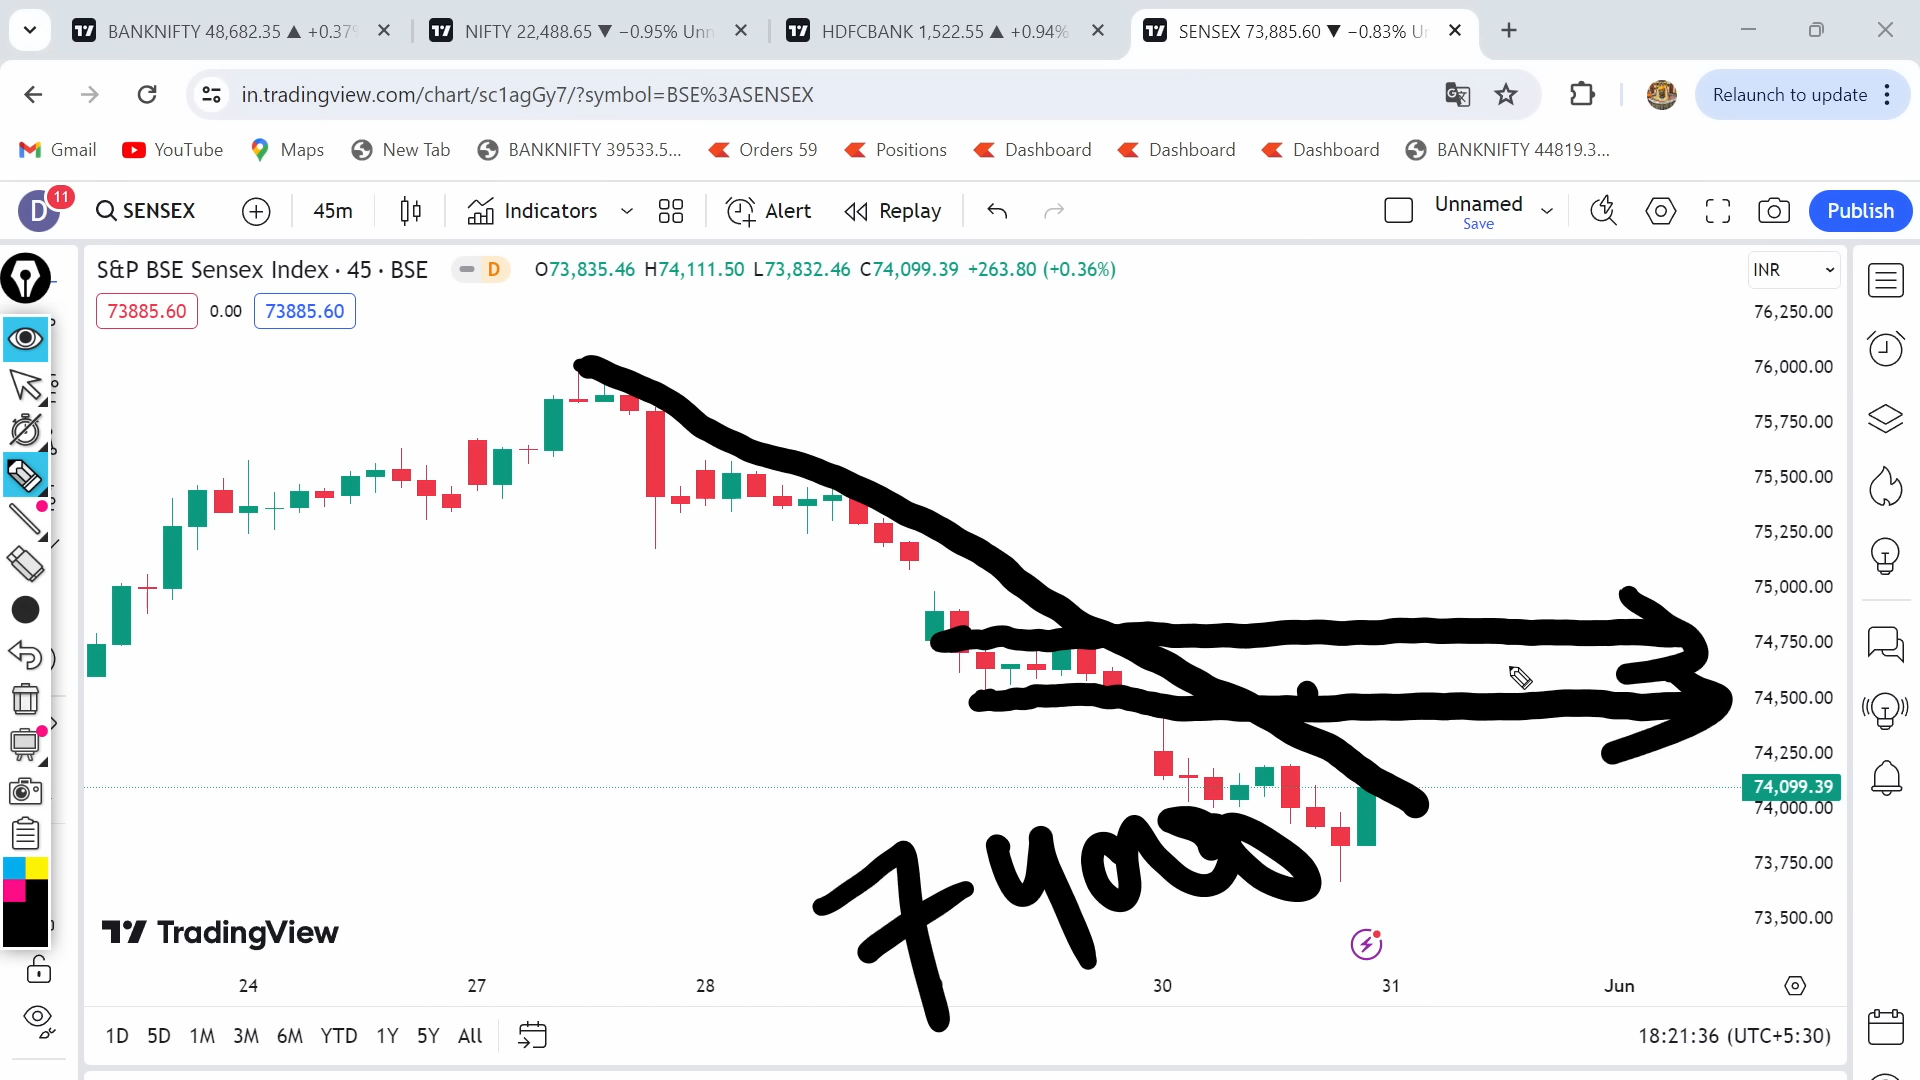 BANKNIFTY 48,682.35 ▲ +0.37%
NIFTY 22,488.65 ▼ −0.95% Unn
HDFCBANK 1,522.55 ▲ +0.94%
SENSEX 73,885.60 ▼ −0.83% U
in.tradingview.com/chart/sc1agGy7/?symbol=BSE%3ASENSEX
Relaunch to update
Gmail
YouTube
Maps
New Tab
BANKNIFTY 39533.5...
Orders 59
Positions
Dashboard
Dashboard
Dashboard
BANKNIFTY 44819.3...
D
11
SENSEX
45m
Indicators
Alert
Replay
Unnamed
Save
Publish
S&P BSE Sensex Index · 45 · BSE
D
O73,835.46 H74,111.50 L73,832.46 C74,099.39 +263.80 (+0.36%)
INR
73885.60
0.00
73885.60
76,250.00
76,000.00
75,750.00
75,500.00
75,250.00
75,000.00
74,750.00
74,500.00
74,250.00
74,099.39
74,000.00
73,750.00
73,500.00
7
TradingView
24
27
28
30
31
Jun
1D
5D
1M
3M
6M
YTD
1Y
5Y
All
18:21:36 (UTC+5:30)